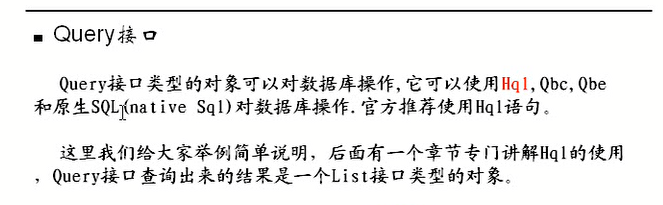 Query接口
Query接口类型的对象可以对数据库操作,它可以使用Hql,Qbc,Qbe
和原生SQL(native Sql)对数据库操作.官方推荐使用Hql语句。
这里我们给大家举例简单说明，后面有一个章节专门讲解Hql的使用
，Query接口查询出来的结果是一个List接口类型的对象。